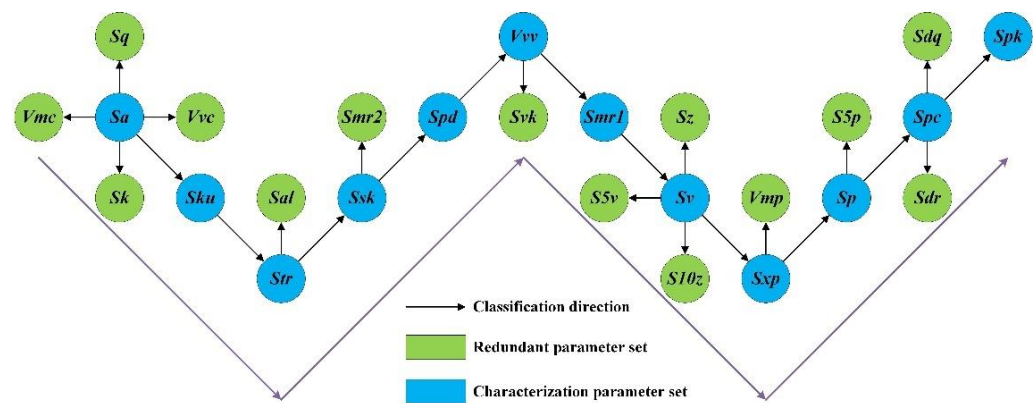 Sq
Vvv
Sdq
Spk
Vmc
Sa
Vvc
Smr2
Spd
Svk
Smr1
Sz
S5p
Spc
Sk
Sku
Sal
Ssk
S5v
Sv
Vmp
Sp
Sdr
Str
S10z
Sxp
Classification direction
Redundant parameter set
Characterization parameter set